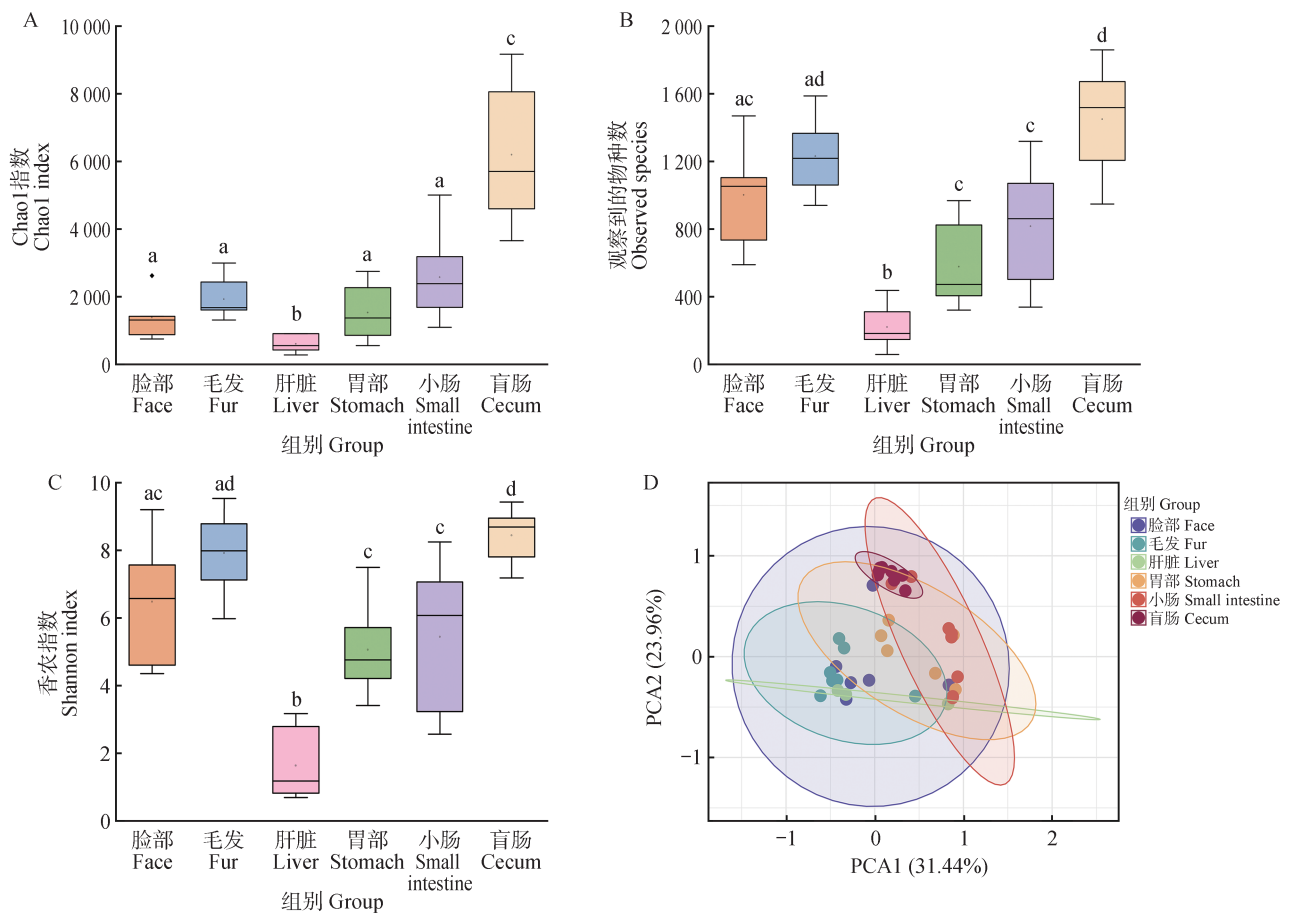 A
10 000
8 000
6 000
4 000
2 000
0
Chao1指数
Chao1 index
a
a
b
a
a
c
脸部 毛发 肝脏 胃部 小肠 盲肠
Face Fur Liver Stomach Small Cecum
intestine
组别 Group
B
2 000
1 600
1 200
800
400
0
观察到的物种数
Observed species
ac
ad
b
c
c
d
脸部 毛发 肝脏 胃部 小肠 盲肠
Face Fur Liver Stomach Small Cecum
intestine
组别 Group
C
10
8
6
4
2
0
香农指数
Shannon index
ac
ad
b
c
c
d
脸部 毛发 肝脏 胃部 小肠 盲肠
Face Fur Liver Stomach Small Cecum
intestine
组别 Group
D
1
0
−1
PCA2 (23.96%)
−1 0 1 2
PCA1 (31.44%)
组别 Group
脸部 Face
毛发 Fur
肝脏 Liver
胃部 Stomach
小肠 Small intestine
盲肠 Cecum